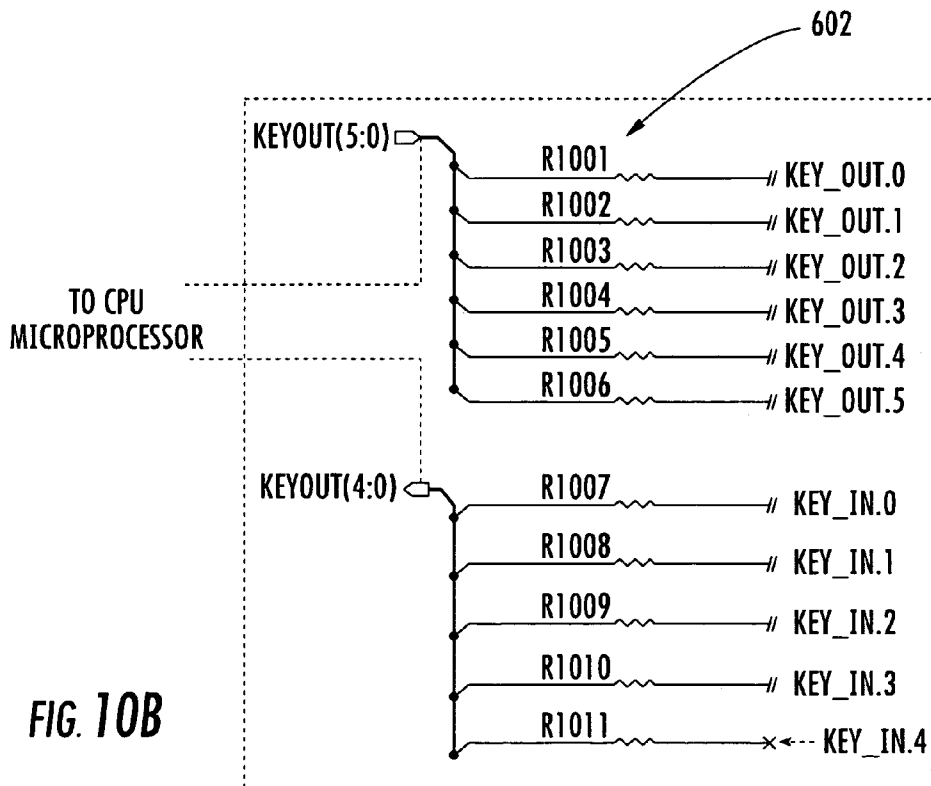 602
KEYOUT(5:0)
R1001 KEY_OUT.0
R1002 KEY_OUT.1
R1003 KEY_OUT.2
R1004 KEY_OUT.3
R1005 KEY_OUT.4
R1006 KEY_OUT.5
TO CPU
MICROPROCESSOR
KEYOUT(4:0)
R1007 KEY_IN.0
R1008 KEY_IN.1
R1009 KEY_IN.2
R1010 KEY_IN.3
R1011 KEY_IN.4
FIG. 10B